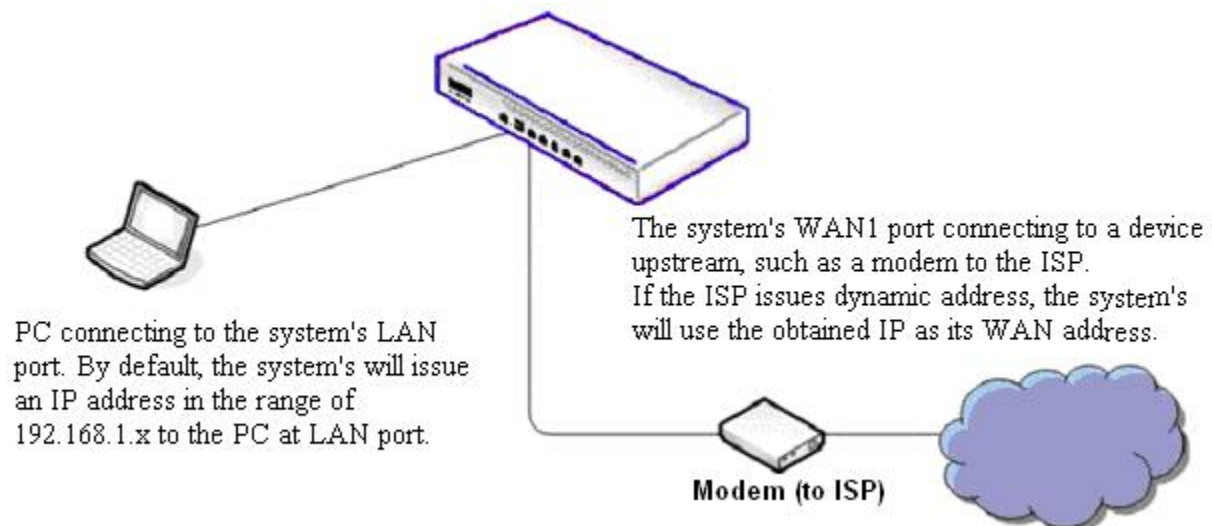 The system's WAN1 port connecting to a device
upstream, such as a modem to the ISP.
If the ISP issues dynamic address, the system's
will use the obtained IP as its WAN address.
PC connecting to the system's LAN
port. By default, the system's will issue
an IP address in the range of
192.168.1.x to the PC at LAN port.
Modem (to ISP)